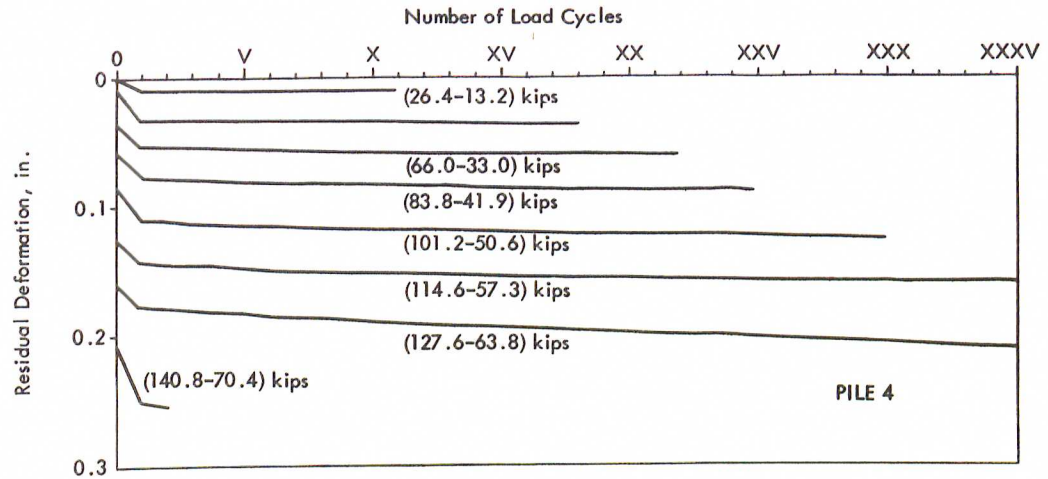 Number of Load Cycles
0 V X XV XX XXV XXX XXXV
0
(26.4-13.2) kips
(66.0-33.0) kips
(83.8-41.9) kips
0.1
(101.2-50.6) kips
(114.6-57.3) kips
0.2
(127.6-63.8) kips
(140.8-70.4) kips
PILE 4
0.3
Residual Deformation, in.